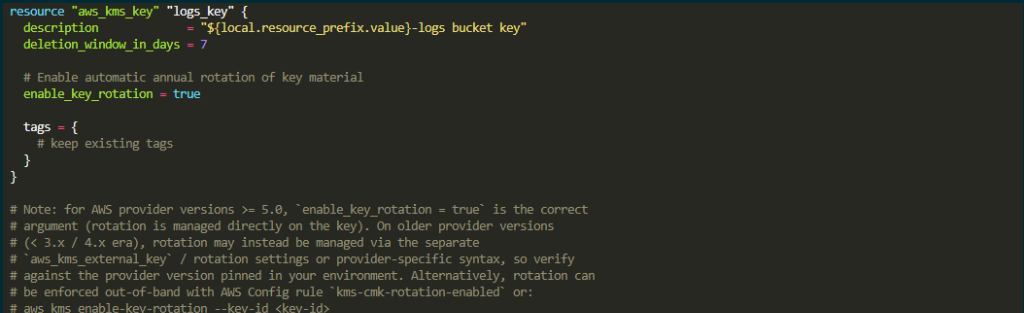 resource "aws_kms_key" "logs_key" {
  description             = "${local.resource_prefix.value}-logs bucket key"
  deletion_window_in_days = 7

  # Enable automatic annual rotation of key material
  enable_key_rotation = true

  tags = {
    # keep existing tags
  }
}

# Note: for AWS provider versions >= 5.0, `enable_key_rotation = true` is the correct
# argument (rotation is managed directly on the key). On older provider versions
# (< 3.x / 4.x era), rotation may instead be managed via the separate
# `aws_kms_external_key` / rotation settings or provider-specific syntax, so verify
# against the provider version pinned in your environment. Alternatively, rotation can
# be enforced out-of-band with AWS Config rule `kms-cmk-rotation-enabled` or:
# aws kms enable-key-rotation --key-id <key-id>